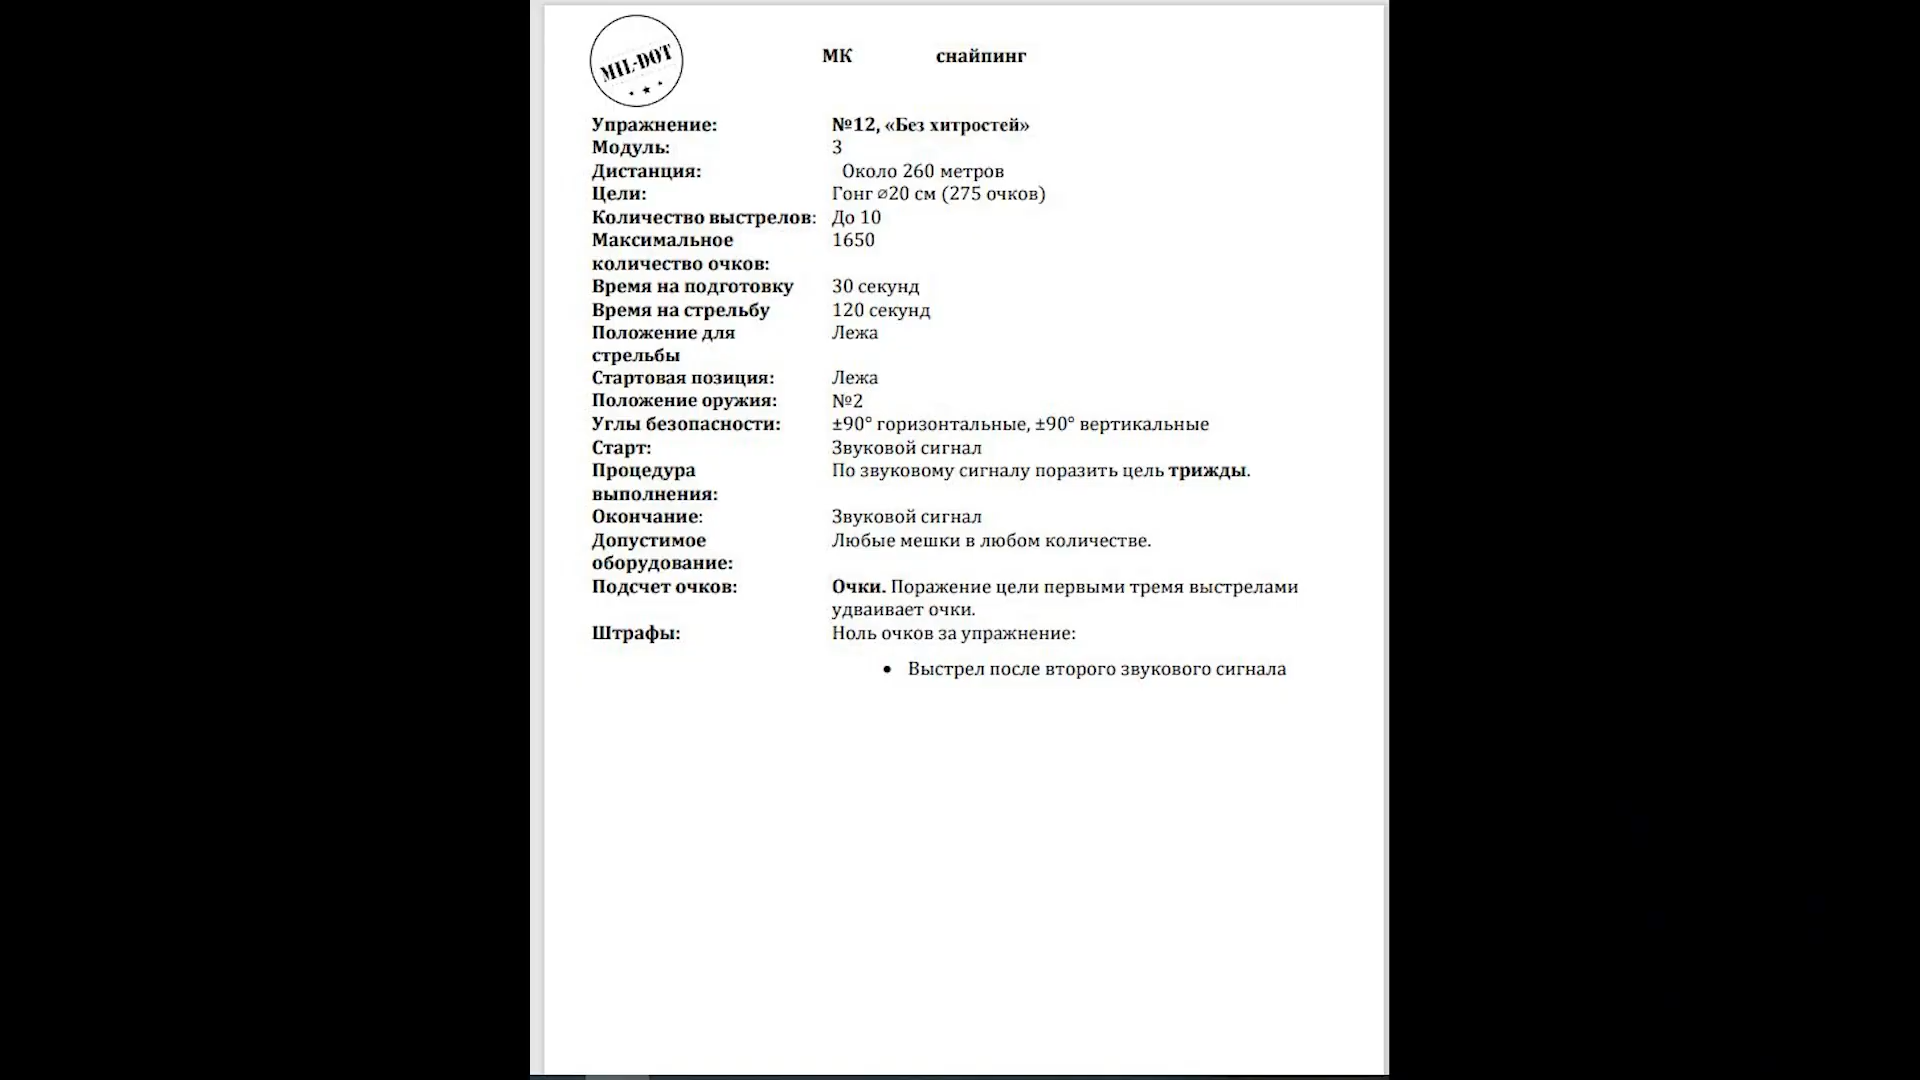 MIL-DOT
МК снайпинг
Упражнение: №12, «Без хитростей»
Модуль: 3
Дистанция: Около 260 метров
Цели: Гонг ⌀20 см (275 очков)
Количество выстрелов: До 10
Максимальное 1650
количество очков:
Время на подготовку 30 секунд
Время на стрельбу 120 секунд
Положение для Лежа
стрельбы
Стартовая позиция: Лежа
Положение оружия: №2
Углы безопасности: ±90° горизонтальные, ±90° вертикальные
Старт: Звуковой сигнал
Процедура По звуковому сигналу поразить цель трижды.
выполнения:
Окончание: Звуковой сигнал
Допустимое Любые мешки в любом количестве.
оборудование:
Подсчет очков: Очки. Поражение цели первыми тремя выстрелами
удваивает очки.
Штрафы: Ноль очков за упражнение:
• Выстрел после второго звукового сигнала